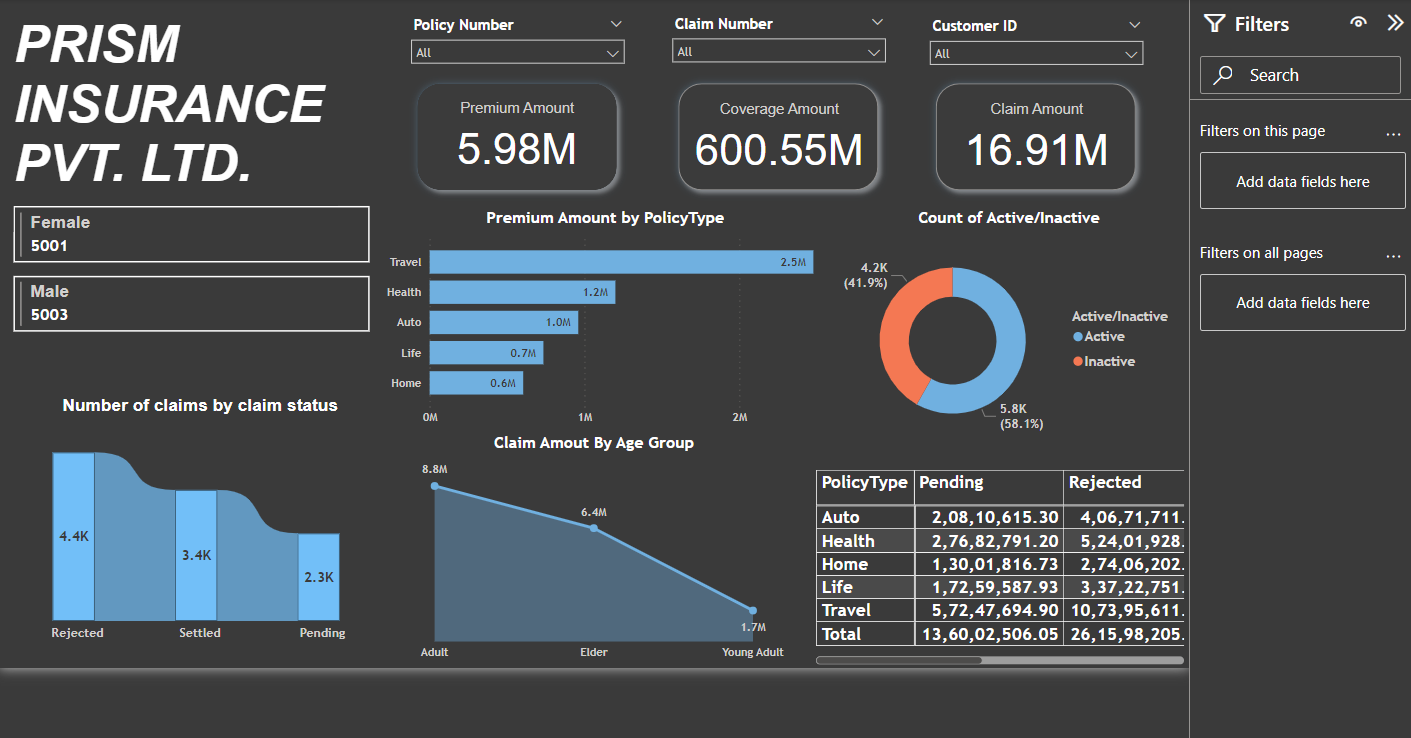 PRISM
INSURANCE
PVT. LTD.
Policy Number
All
Claim Number
All
Customer ID
All
Premium Amount
5.98M
Coverage Amount
600.55M
Claim Amount
16.91M
Female
5001
Male
5003
Premium Amount by PolicyType
Travel 2.5M
Health 1.2M
Auto 1.0M
Life 0.7M
Home 0.6M
0M 1M 2M
Count of Active/Inactive
4.2K
(41.9%)
5.8K
(58.1%)
Active/Inactive
Active
Inactive
Number of claims by claim status
4.4K
3.4K
2.3K
Rejected Settled Pending
Claim Amout By Age Group
8.8M
6.4M
1.7M
Adult Elder Young Adult
PolicyType Pending Rejected
Auto 2,08,10,615.30 4,06,71,711.
Health 2,76,82,791.20 5,24,01,928.
Home 1,30,01,816.73 2,74,06,202.
Life 1,72,59,587.93 3,37,22,751.
Travel 5,72,47,694.90 10,73,95,611.
Total 13,60,02,506.05 26,15,98,205.
Filters
Search
Filters on this page ...
Add data fields here
Filters on all pages ...
Add data fields here